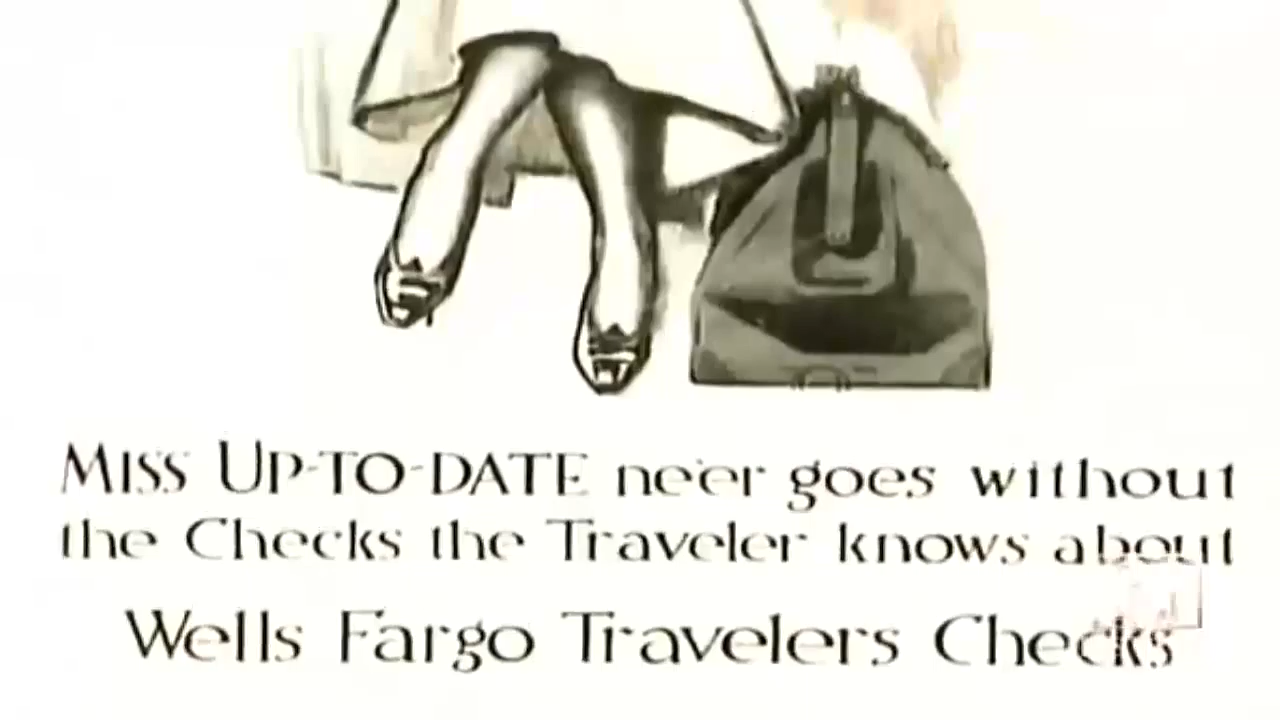 MISS UP-TO-DATE ne'er goes without
the Checks the Traveler knows about
Wells Fargo Travelers Checks